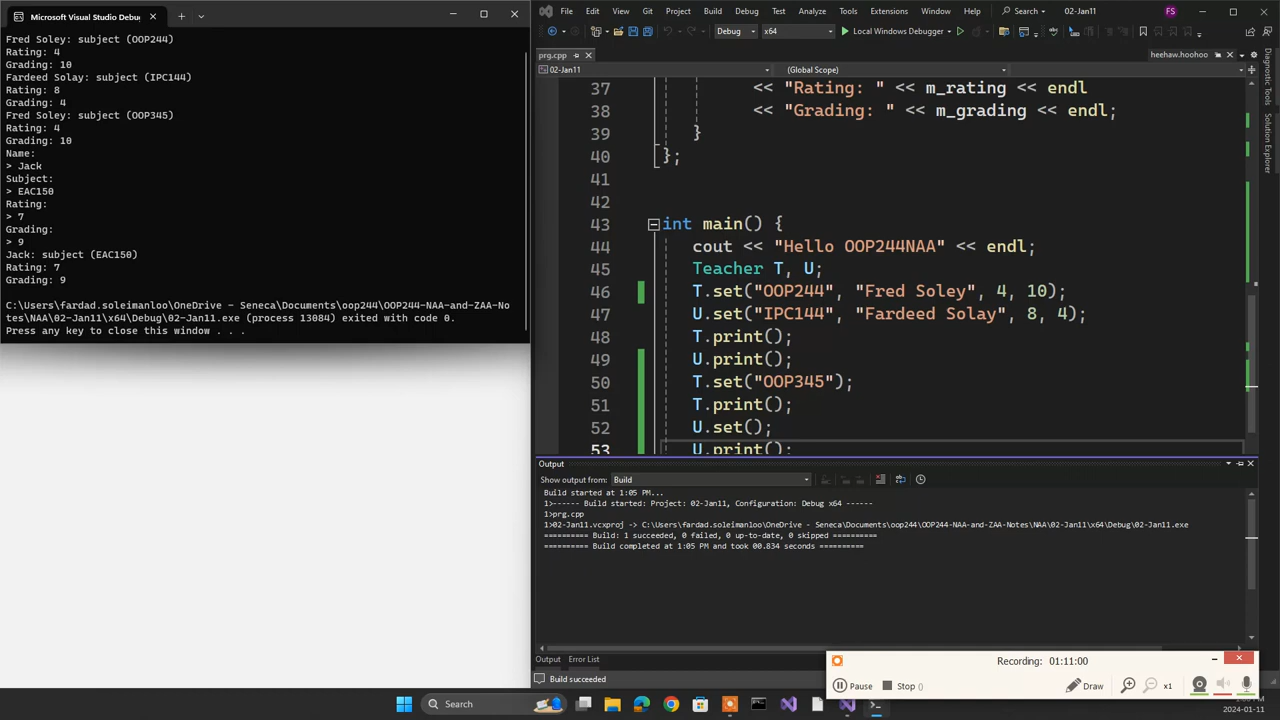 Microsoft Visual Studio Debug
Fred Soley: subject (OOP244)
Rating: 4
Grading: 10
Fardeed Solay: subject (IPC144)
Rating: 8
Grading: 4
Fred Soley: subject (OOP345)
Rating: 4
Grading: 10
Name:
> Jack
Subject:
> EAC150
Rating:
> 7
Grading:
> 9
Jack: subject (EAC150)
Rating: 7
Grading: 9
C:\Users\fardad.soleimanloo\OneDrive - Seneca\Documents\oop244\OOP244-NAA-and-ZAA-No
tes\NAA\02-Jan11\x64\Debug\02-Jan11.exe (process 13084) exited with code 0.
Press any key to close this window . . .
File Edit View Git Project Build Debug Test Analyze Tools Extensions Window Help Search 02-Jan11 FS
Debug x64 Local Windows Debugger
prg.cpp heehaw.hoohoo
02-Jan11 (Global Scope)
37 << "Rating: " << m_rating << endl
38 << "Grading: " << m_grading << endl;
39 }
40 };
41
42
43 int main() {
44 cout << "Hello OOP244NAA" << endl;
45 Teacher T, U;
46 T.set("OOP244", "Fred Soley", 4, 10);
47 U.set("IPC144", "Fardeed Solay", 8, 4);
48 T.print();
49 U.print();
50 T.set("OOP345");
51 T.print();
52 U.set();
53 U.print();
Diagnostic Tools
Solution Explorer
Output
Show output from: Build
Build started at 1:05 PM...
1>------ Build started: Project: 02-Jan11, Configuration: Debug x64 ------
1>prg.cpp
1>02-Jan11.vcxproj -> C:\Users\fardad.soleimanloo\OneDrive - Seneca\Documents\oop244\OOP244-NAA-and-ZAA-Notes\NAA\02-Jan11\x64\Debug\02-Jan11.exe
========== Build: 1 succeeded, 0 failed, 0 up-to-date, 0 skipped ==========
========== Build completed at 1:05 PM and took 00.834 seconds ==========
Output Error List
Build succeeded
Recording: 01:11:00
Pause Stop () Draw x1
Search
2024-01-11